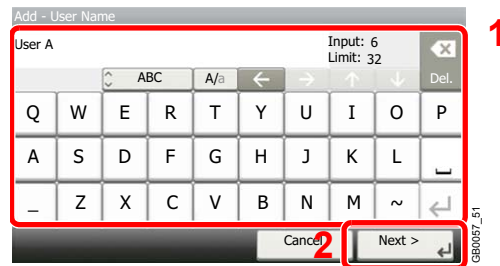 Add - User Name
1
User A
Input: 6
Limit: 32
ABC
A/a
Del.
Q W E R T Y U I O P
A S D F G H J K L
_ Z X C V B N M ~
Cancel
2
Next >
GB0057_51